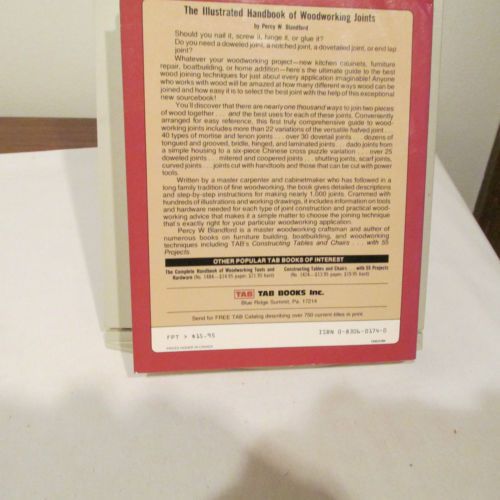 The Illustrated Handbook of Woodworking Joints
by Percy W. Blandford
Should you nail it, screw it, hinge it, or glue it?
Do you need a doweled joint, a notched joint, a dovetailed joint, or end lap
joint?
Whatever your woodworking project—new kitchen cabinets, furniture
repair, boatbuilding, or home addition—here's the ultimate guide to the best
wood joining techniques for just about every application imaginable! Anyone
who works with wood will be amazed at how many different ways wood can be
joined and how easy it is to select the best joint with the help of this exceptional
new sourcebook!
You'll discover that there are nearly one thousand ways to join two pieces
of wood together . . . and the best uses for each of these joints. Conveniently
arranged for easy reference, this first truly comprehensive guide to wood-
working joints includes more than 22 variations of the versatile halved joint . . .
40 types of mortise and tenon joints . . . over 30 dovetail joints . . . dozens of
tongued and grooved, bridle, hinged, and laminated joints . . . dado joints from
a simple housing to a six-piece Chinese cross puzzle variation . . . over 25
doweled joints . . . mitered and coopered joints . . . shutting joints, scarf joints,
curved joints . . . joints cut with handtools and those that can be cut with power
tools.
Written by a master carpenter and cabinetmaker who has followed in a
long family tradition of fine woodworking, the book gives detailed descriptions
and step-by-step instructions for making nearly 1,000 joints. Crammed with
hundreds of illustrations and working drawings, it includes information on tools
and hardware needed for each type of joint construction and practical wood-
working advice that makes it a simple matter to choose the joining technique
that's exactly right for your particular woodworking application.
Percy W Blandford is a master woodworking craftsman and author of
numerous books on furniture building, boatbuilding, and woodworking
techniques including TAB's Constructing Tables and Chairs . . . with 55
Projects.
OTHER POPULAR TAB BOOKS OF INTEREST
The Complete Handbook of Woodworking Tools and Constructing Tables and Chairs . . . with 55 Projects
Hardware
TAB TAB BOOKS Inc.
Blue Ridge Summit, Pa. 17214
Send for FREE TAB Catalog describing over 750 current titles in print.
FPT > $15.95 ISBN 0-8306-0174-0